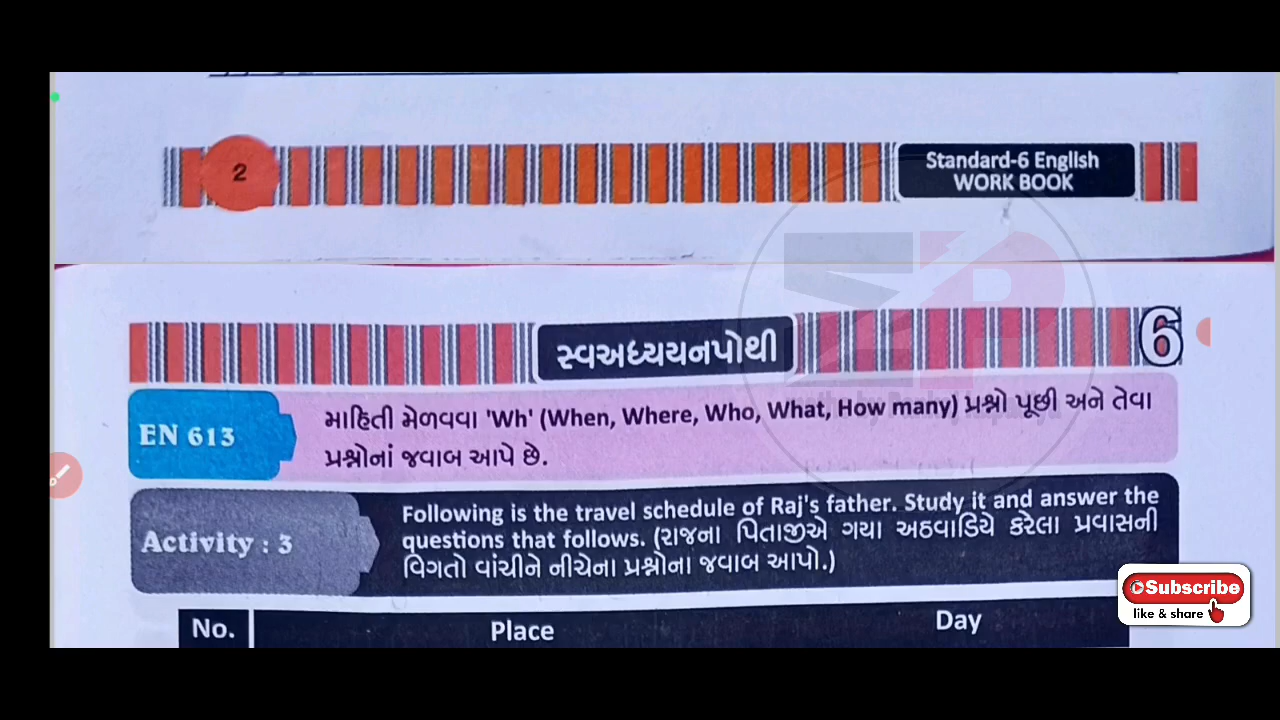 2
Standard-6 English
WORK BOOK
સ્વઅધ્યયનપોથી
6
EN 613
માહિતી મેળવવા 'Wh' (When, Where, Who, What, How many) પ્રશ્નો પૂછી અને તેવા
પ્રશ્નોનાં જવાબ આપે છે.
Activity : 3
Following is the travel schedule of Raj's father. Study it and answer the
questions that follows. (રાજના પિતાજીએ ગયા અઠવાડિયે કરેલા પ્રવાસની
વિગતો વાંચીને નીચેના પ્રશ્નોના જવાબ આપો.)
Subscribe
like & share
No. Place Day